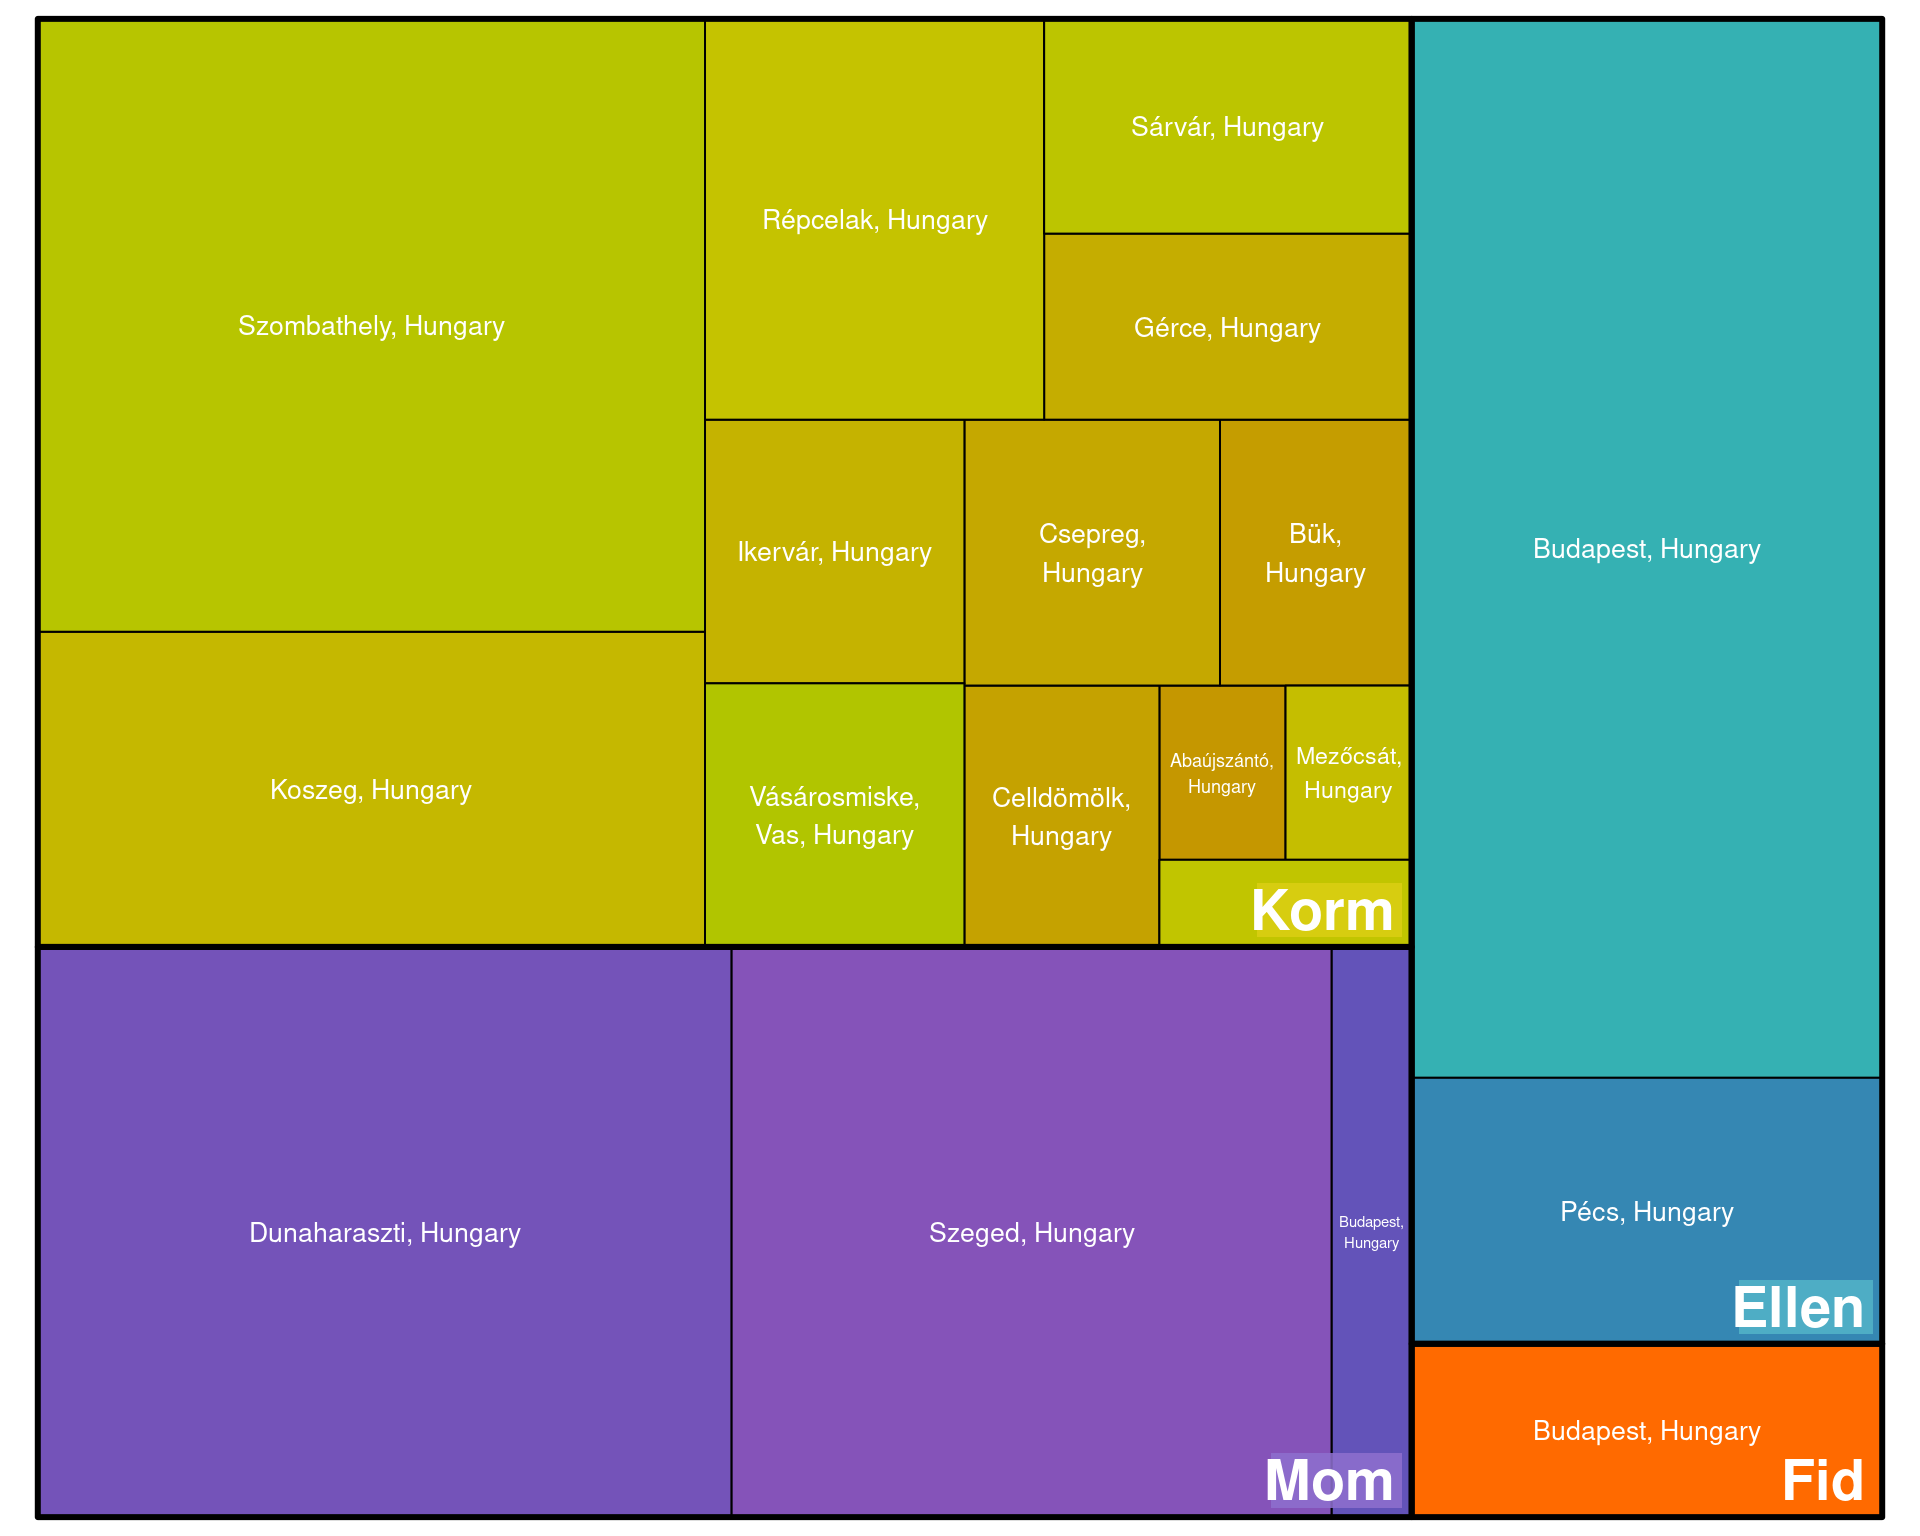 Szombathely, Hungary
Répcelak, Hungary
Sárvár, Hungary
Gérce, Hungary
Koszeg, Hungary
Ikervár, Hungary
Csepreg,
Hungary
Bük,
Hungary
Vásárosmiske,
Vas, Hungary
Celldömölk,
Hungary
Abaújszántó,
Hungary
Mezőcsát,
Hungary
Korm
Dunaharaszti, Hungary
Szeged, Hungary
Budapest,
Hungary
Mom
Budapest, Hungary
Pécs, Hungary
Ellen
Budapest, Hungary
Fid